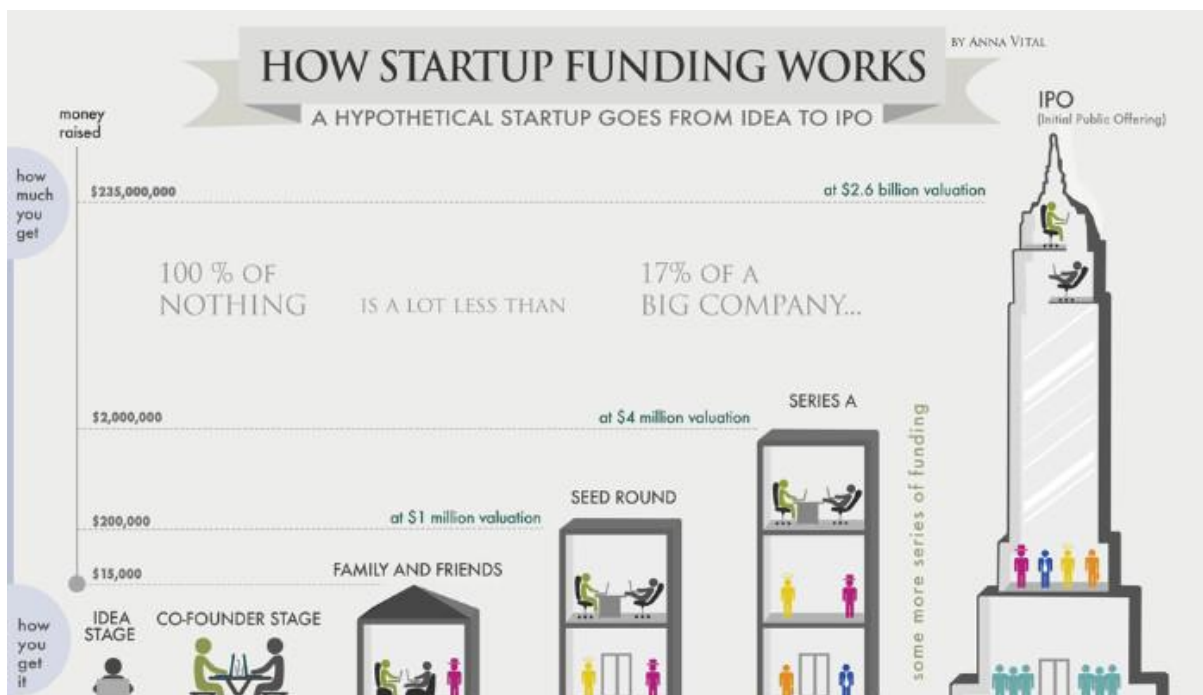 HOW STARTUP FUNDING WORKS
BY ANNA VITAL
A HYPOTHETICAL STARTUP GOES FROM IDEA TO IPO
IPO
(Initial Public Offering)
money
raised
how
much
you
get
$235,000,000
at $2.6 billion valuation
100 % OF
NOTHING
IS A LOT LESS THAN
17% OF A
BIG COMPANY...
$2,000,000
at $4 million valuation
SERIES A
some more series of funding
$200,000
at $1 million valuation
SEED ROUND
$15,000
FAMILY AND FRIENDS
how
you
get
it
IDEA
STAGE
CO-FOUNDER STAGE